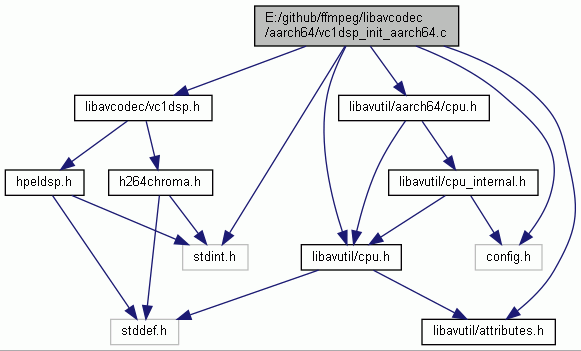 E:/github/ffmpeg/libavcodec
/aarch64/vc1dsp_init_aarch64.c
libavcodec/vc1dsp.h
libavutil/aarch64/cpu.h
hpeldsp.h
h264chroma.h
libavutil/cpu_internal.h
stdint.h
libavutil/cpu.h
config.h
stddef.h
libavutil/attributes.h